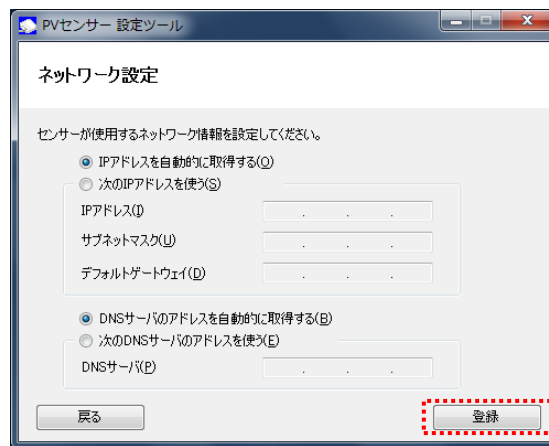 PVセンサー 設定ツール
ネットワーク設定
センサーが使用するネットワーク情報を設定してください。
IPアドレスを自動的に取得する(O)
次のIPアドレスを使う(S)
IPアドレス(I)
サブネットマスク(U)
デフォルトゲートウェイ(D)
DNSサーバのアドレスを自動的に取得する(B)
次のDNSサーバのアドレスを使う(E)
DNSサーバ(P)
戻る
登録